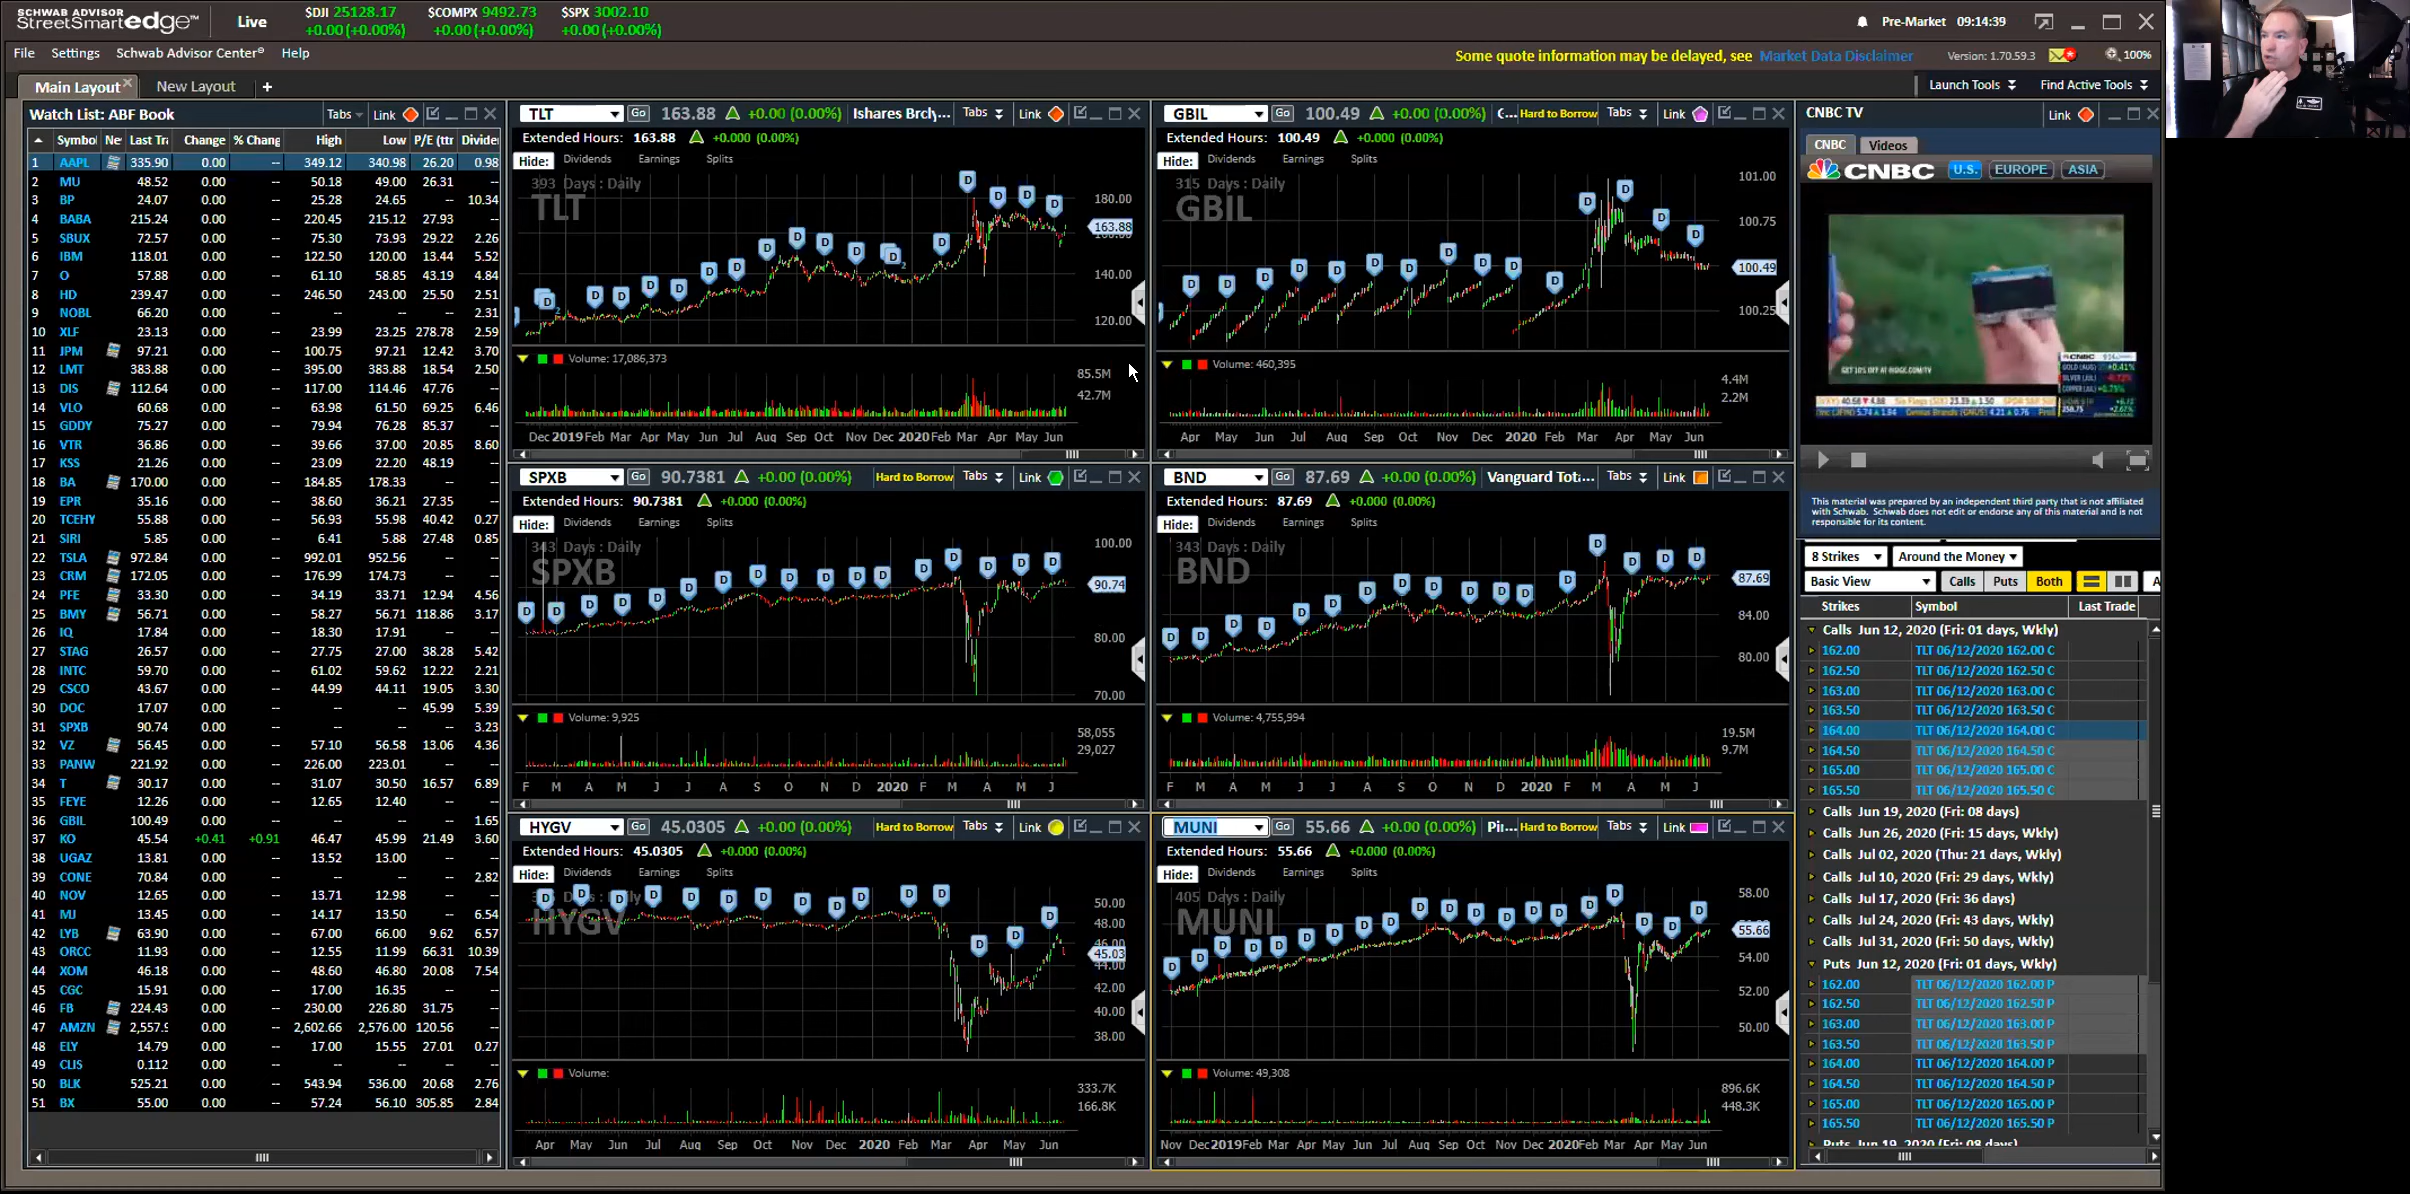 SCHWAB ADVISOR
StreetSmartedge™
Live
$DJI 25128.17
+0.00 (+0.00%)
$COMPX 9492.73
+0.00 (+0.00%)
$SPX 3002.10
+0.00 (+0.00%)
Pre-Market 09:14:39
File Settings Schwab Advisor Center® Help
Some quote information may be delayed, see Market Data Disclaimer Version: 1.70.59.3 100%
Main Layout New Layout + Launch Tools Find Active Tools
Watch List: ABF Book Tabs Link
Symbol Ne Last Tra Change % Chang High Low P/E (ttr Divide
1 AAPL 335.90 0.00 -- 349.12 340.98 26.20 0.98
2 MU 48.52 0.00 -- 50.18 49.00 26.31 --
3 BP 24.07 0.00 -- 25.28 24.65 -- 10.34
4 BABA 215.24 0.00 -- 220.45 215.12 27.93 --
5 SBUX 72.57 0.00 -- 75.30 73.93 29.22 2.26
6 IBM 118.01 0.00 -- 122.50 120.00 13.44 5.52
7 O 57.88 0.00 -- 61.10 58.85 43.19 4.84
8 HD 239.47 0.00 -- 246.50 243.00 25.50 2.51
9 NOBL 66.20 0.00 -- -- -- 2.31
10 XLF 23.13 0.00 -- 23.99 23.25 278.78 2.59
11 JPM 97.21 0.00 -- 100.75 97.21 12.42 3.70
12 LMT 383.88 0.00 -- 395.00 383.88 18.54 2.50
13 DIS 112.64 0.00 -- 117.00 114.46 47.76 --
14 VLO 60.68 0.00 -- 63.98 61.50 69.25 6.46
15 GDDY 75.27 0.00 -- 79.94 76.28 85.37 --
16 VTR 36.86 0.00 -- 39.66 37.00 20.85 8.60
17 KSS 21.26 0.00 -- 23.09 22.20 48.19 --
18 BA 170.00 0.00 -- 184.85 178.33 -- --
19 EPR 35.16 0.00 -- 38.60 36.21 27.35 --
20 TCEHY 55.88 0.00 -- 56.93 55.98 40.42 0.27
21 SIRI 5.85 0.00 -- 6.41 5.88 27.48 0.85
22 TSLA 972.84 0.00 -- 992.01 952.56 -- --
23 CRM 172.05 0.00 -- 176.99 174.73 -- --
24 PFE 33.30 0.00 -- 34.19 33.71 12.94 4.56
25 BMY 56.71 0.00 -- 58.27 56.71 118.86 3.17
26 IQ 17.84 0.00 -- 18.30 17.91 -- --
27 STAG 26.57 0.00 -- 27.75 27.00 38.28 5.42
28 INTC 59.70 0.00 -- 61.02 59.62 12.22 2.21
29 CSCO 43.67 0.00 -- 44.99 44.11 19.05 3.30
30 DOC 17.07 0.00 -- -- -- 45.99 5.39
31 SPXB 90.74 0.00 -- -- -- 3.23
32 VZ 56.45 0.00 -- 57.10 56.58 13.06 4.36
33 PANW 221.92 0.00 -- 226.00 223.01 -- --
34 T 30.17 0.00 -- 31.07 30.50 16.57 6.89
35 FEYE 12.26 0.00 -- 12.65 12.40 -- --
36 GBIL 100.49 0.00 -- -- -- 1.65
37 KO 45.54 +0.41 +0.91 46.47 45.99 21.49 3.60
38 UGAZ 13.81 0.00 -- 13.52 13.00 -- --
39 CONE 70.84 0.00 -- -- -- -- 2.82
40 NOV 12.65 0.00 -- 13.71 12.98 -- --
41 MJ 13.45 0.00 -- 14.17 13.50 -- 6.54
42 LYB 63.90 0.00 -- 67.00 66.00 9.62 6.57
43 ORCC 11.93 0.00 -- 12.55 11.99 66.31 10.39
44 XOM 46.18 0.00 -- 48.60 46.80 20.08 7.54
45 CGC 15.91 0.00 -- 17.00 16.35 -- --
46 FB 224.43 0.00 -- 230.00 226.80 31.75 --
47 AMZN 2,557.9 0.00 -- 2,602.66 2,576.00 120.56 --
48 ELY 14.79 0.00 -- 17.00 15.55 27.01 0.27
49 CLIS 0.112 0.00 -- -- -- -- --
50 BLK 525.21 0.00 -- 543.94 536.00 20.68 2.76
51 BX 55.00 0.00 -- 57.24 56.10 305.85 2.84
TLT Go 163.88 +0.00 (0.00%) Ishares Brcly... Tabs Link
Extended Hours: 163.88 +0.000 (0.00%)
Hide: Dividends Earnings Splits
393 Days : Daily
TLT
180.00
163.88
140.00
120.00
Volume: 17,086,373
85.5M
42.7M
Dec 2019 Feb Mar Apr May Jun Jul Aug Sep Oct Nov Dec 2020 Feb Mar Apr May Jun
GBIL Go 100.49 +0.00 (0.00%) C... Hard to Borrow Tabs Link
Extended Hours: 100.49 +0.000 (0.00%)
Hide: Dividends Earnings Splits
315 Days : Daily
GBIL
101.00
100.75
100.49
100.25
Volume: 460,395
4.4M
2.2M
Apr May Jun Jul Aug Sep Oct Nov Dec 2020 Feb Mar Apr May Jun
SPXB Go 90.7381 +0.00 (0.00%) Hard to Borrow Tabs Link
Extended Hours: 90.7381 +0.000 (0.00%)
Hide: Dividends Earnings Splits
343 Days : Daily
SPXB
100.00
90.74
80.00
70.00
Volume: 9,925
58,055
29,027
F M A M J J A S O N D 2020 F M A M J
BND Go 87.69 +0.00 (0.00%) Vanguard Tot... Tabs Link
Extended Hours: 87.69 +0.000 (0.00%)
Hide: Dividends Earnings Splits
343 Days : Daily
BND
87.69
84.00
80.00
Volume: 4,755,994
19.5M
9.7M
F M A M J J A S O N D 2020 F M A M J
HYGV Go 45.0305 +0.00 (0.00%) Hard to Borrow Tabs Link
Extended Hours: 45.0305 +0.000 (0.00%)
Hide: Dividends Earnings Splits
Days : Daily
HYGV
50.00
48.00
46.00
45.03
44.00
42.00
40.00
38.00
Volume:
333.7K
166.8K
Apr May Jun Jul Aug Sep Oct Nov Dec 2020 Feb Mar Apr May Jun
MUNI Go 55.66 +0.00 (0.00%) Pi... Hard to Borrow Tabs Link
Extended Hours: 55.66 +0.000 (0.00%)
Hide: Dividends Earnings Splits
405 Days : Daily
MUNI
58.00
55.66
54.00
52.00
50.00
Volume: 49,308
896.6K
448.3K
Nov Dec 2019 Feb Mar Apr May Jun Jul Aug Sep Oct Nov Dec 2020 Feb Mar Apr May Jun
CNBC TV Link
CNBC Videos
CNBC U.S. EUROPE ASIA
GET 10% OFF AT RIDGE.COM/TV
This material was prepared by an independent third party that is not affiliated
with Schwab. Schwab does not edit or endorse any of this material and is not
responsible for its content.
8 Strikes Around the Money
Basic View Calls Puts Both A
Strikes Symbol Last Trade
Calls Jun 12, 2020 (Fri: 01 days, Wkly)
162.00 TLT 06/12/2020 162.00 C
162.50 TLT 06/12/2020 162.50 C
163.00 TLT 06/12/2020 163.00 C
163.50 TLT 06/12/2020 163.50 C
164.00 TLT 06/12/2020 164.00 C
164.50 TLT 06/12/2020 164.50 C
165.00 TLT 06/12/2020 165.00 C
165.50 TLT 06/12/2020 165.50 C
Calls Jun 19, 2020 (Fri: 08 days)
Calls Jun 26, 2020 (Fri: 15 days, Wkly)
Calls Jul 02, 2020 (Thu: 21 days, Wkly)
Calls Jul 10, 2020 (Fri: 29 days, Wkly)
Calls Jul 17, 2020 (Fri: 36 days)
Calls Jul 24, 2020 (Fri: 43 days, Wkly)
Calls Jul 31, 2020 (Fri: 50 days, Wkly)
Puts Jun 12, 2020 (Fri: 01 days, Wkly)
162.00 TLT 06/12/2020 162.00 P
162.50 TLT 06/12/2020 162.50 P
163.00 TLT 06/12/2020 163.00 P
163.50 TLT 06/12/2020 163.50 P
164.00 TLT 06/12/2020 164.00 P
164.50 TLT 06/12/2020 164.50 P
165.00 TLT 06/12/2020 165.00 P
165.50 TLT 06/12/2020 165.50 P
Puts Jun 19, 2020 (Fri: 08 days)